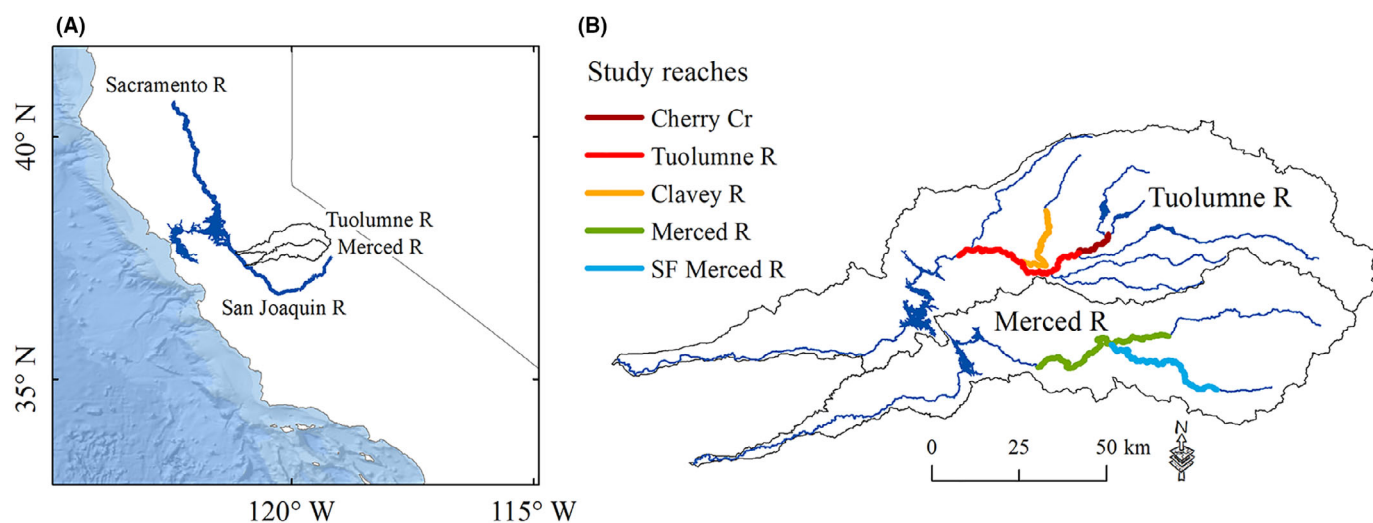 (A)
Sacramento R
Tuolumne R
Merced R
San Joaquin R
40° N
35° N
120° W
115° W
(B)
Study reaches
Cherry Cr
Tuolumne R
Clavey R
Merced R
SF Merced R
Tuolumne R
Merced R
0 25 50 km
N